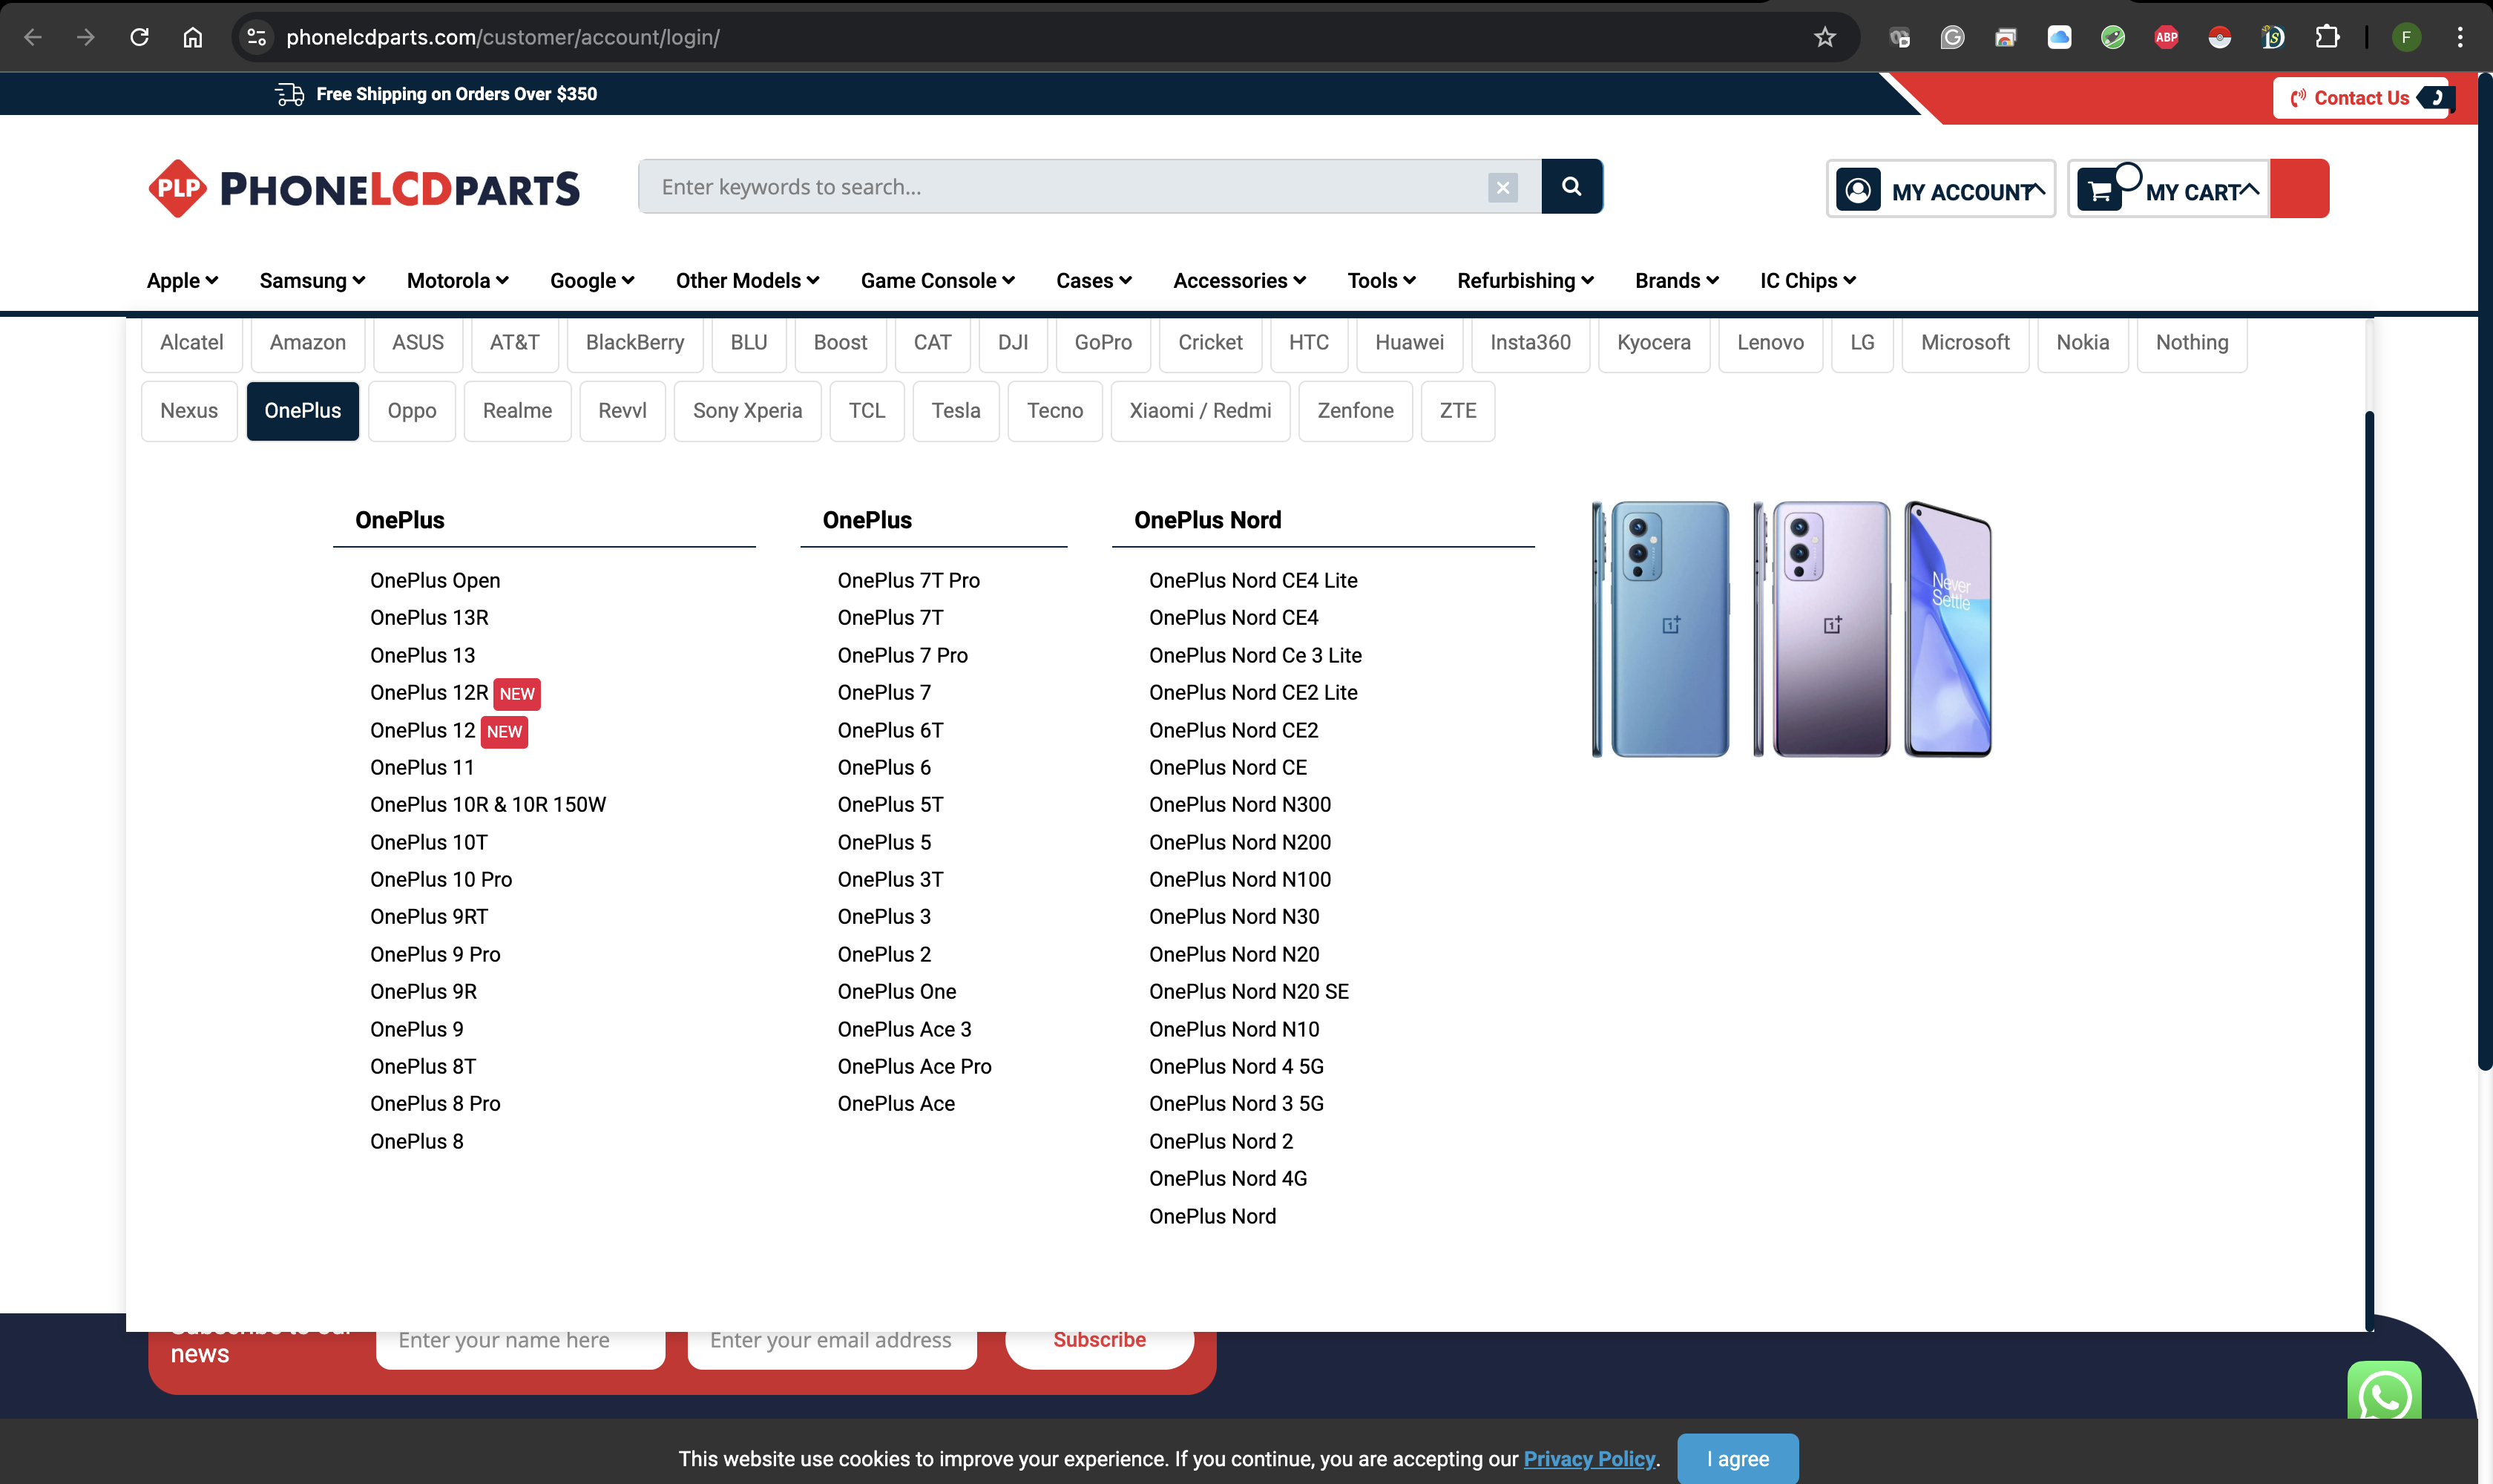 phonelcdparts.com/customer/account/login/
ABP
F
Free Shipping on Orders Over $350
Contact Us
PLP PHONELCDPARTS
Enter keywords to search...
MY ACCOUNT
MY CART
Apple Samsung Motorola Google Other Models Game Console Cases Accessories Tools Refurbishing Brands IC Chips
Alcatel Amazon ASUS AT&T BlackBerry BLU Boost CAT DJI GoPro Cricket HTC Huawei Insta360 Kyocera Lenovo LG Microsoft Nokia Nothing
Nexus OnePlus Oppo Realme Revvl Sony Xperia TCL Tesla Tecno Xiaomi / Redmi Zenfone ZTE
OnePlus
OnePlus Open
OnePlus 13R
OnePlus 13
OnePlus 12R NEW
OnePlus 12 NEW
OnePlus 11
OnePlus 10R & 10R 150W
OnePlus 10T
OnePlus 10 Pro
OnePlus 9RT
OnePlus 9 Pro
OnePlus 9R
OnePlus 9
OnePlus 8T
OnePlus 8 Pro
OnePlus 8
OnePlus
OnePlus 7T Pro
OnePlus 7T
OnePlus 7 Pro
OnePlus 7
OnePlus 6T
OnePlus 6
OnePlus 5T
OnePlus 5
OnePlus 3T
OnePlus 3
OnePlus 2
OnePlus One
OnePlus Ace 3
OnePlus Ace Pro
OnePlus Ace
OnePlus Nord
OnePlus Nord CE4 Lite
OnePlus Nord CE4
OnePlus Nord Ce 3 Lite
OnePlus Nord CE2 Lite
OnePlus Nord CE2
OnePlus Nord CE
OnePlus Nord N300
OnePlus Nord N200
OnePlus Nord N100
OnePlus Nord N30
OnePlus Nord N20
OnePlus Nord N20 SE
OnePlus Nord N10
OnePlus Nord 4 5G
OnePlus Nord 3 5G
OnePlus Nord 2
OnePlus Nord 4G
OnePlus Nord
Never
Settle
Subscribe to our
news
Enter your name here
Enter your email address
Subscribe
This website use cookies to improve your experience. If you continue, you are accepting our Privacy Policy.
I agree